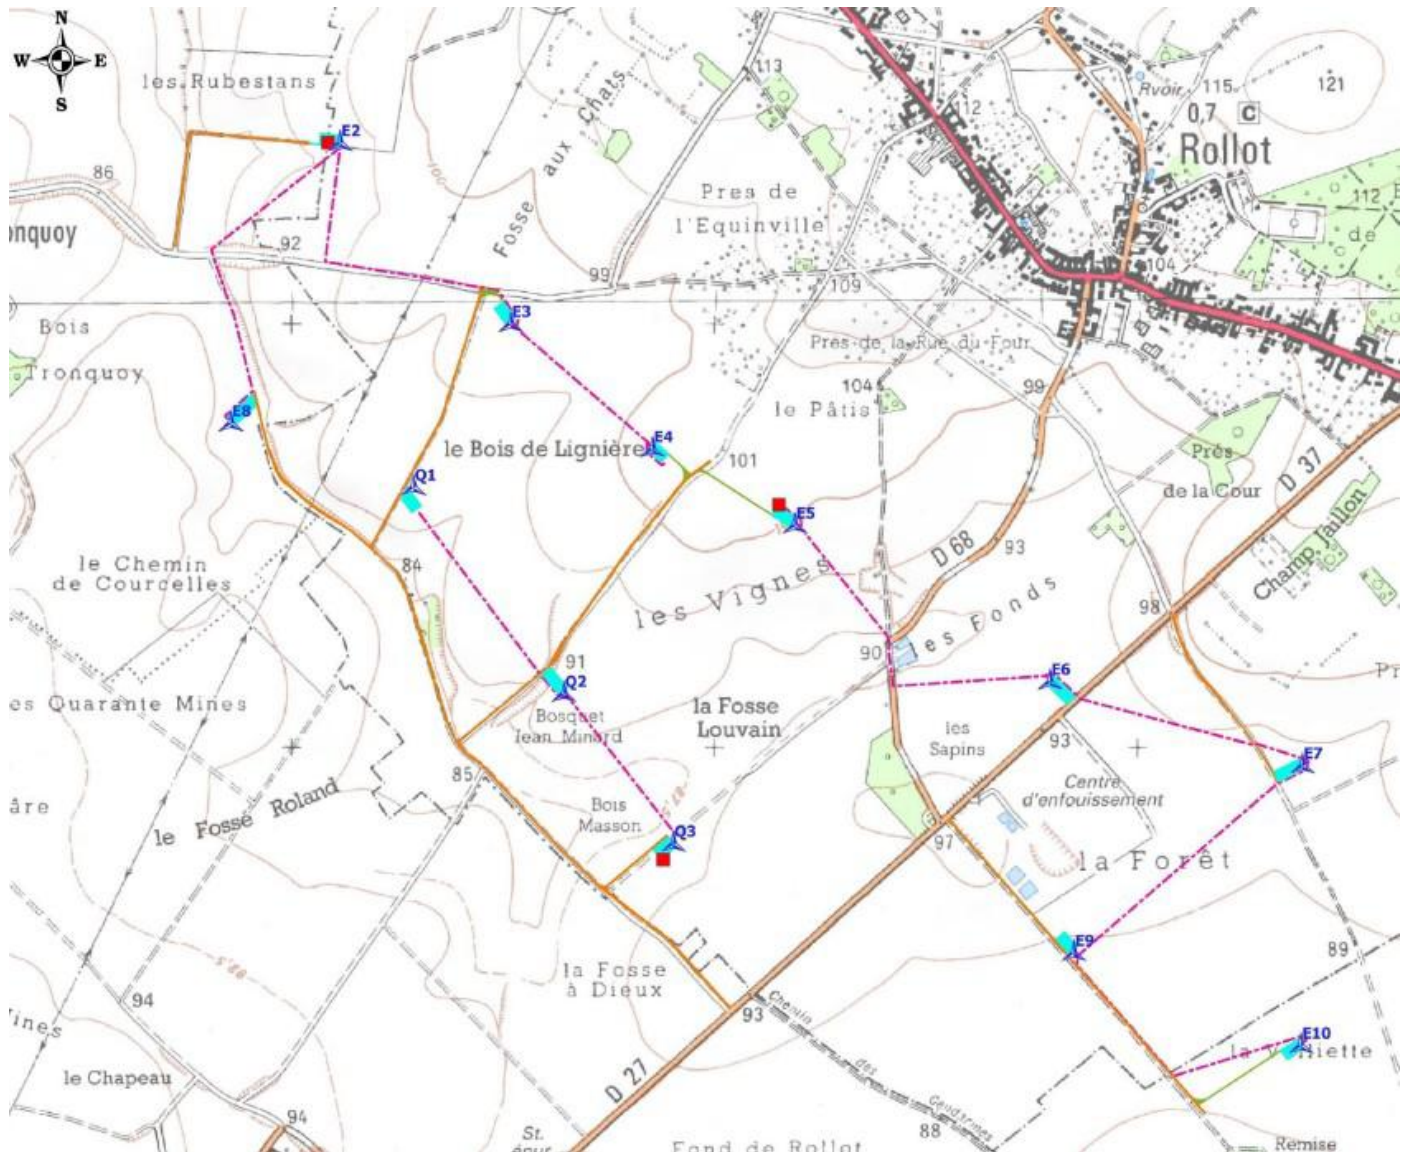 N
W E
S
les Rubestans
E2
113
aux Chats
112
Rvoir
115
121
0,7 C
Rollot
86
Pres de
l'Equinville
112
de
onquoy
92
Fosse
99
109
104
Bois
Tronquoy
E3
Pres de la Rue du Four
99
104
le Pâtis
E8
E4
le Bois de Lignière
101
Prés
de la Cour
D 37
Q1
E5
D 68
93
Champ Jaillon
le Chemin
de Courcelles
84
les Vignes
les Fonds
98
90
91
E6
Q2
es Quarante Mines
Bosquet
Jean Minard
la Fosse
Louvain
les
Sapins
93
E7
85
Centre
d'enfouissement
âre
le Fossé Roland
Bois
Masson
Q3
97
la Forêt
E9
89
82,5
la Fosse
à Dieux
94
93
Chemin
des
Gendarmes
E10
ines
le Chapeau
D 27
94
St.
88
Fond de Rollot
Remise